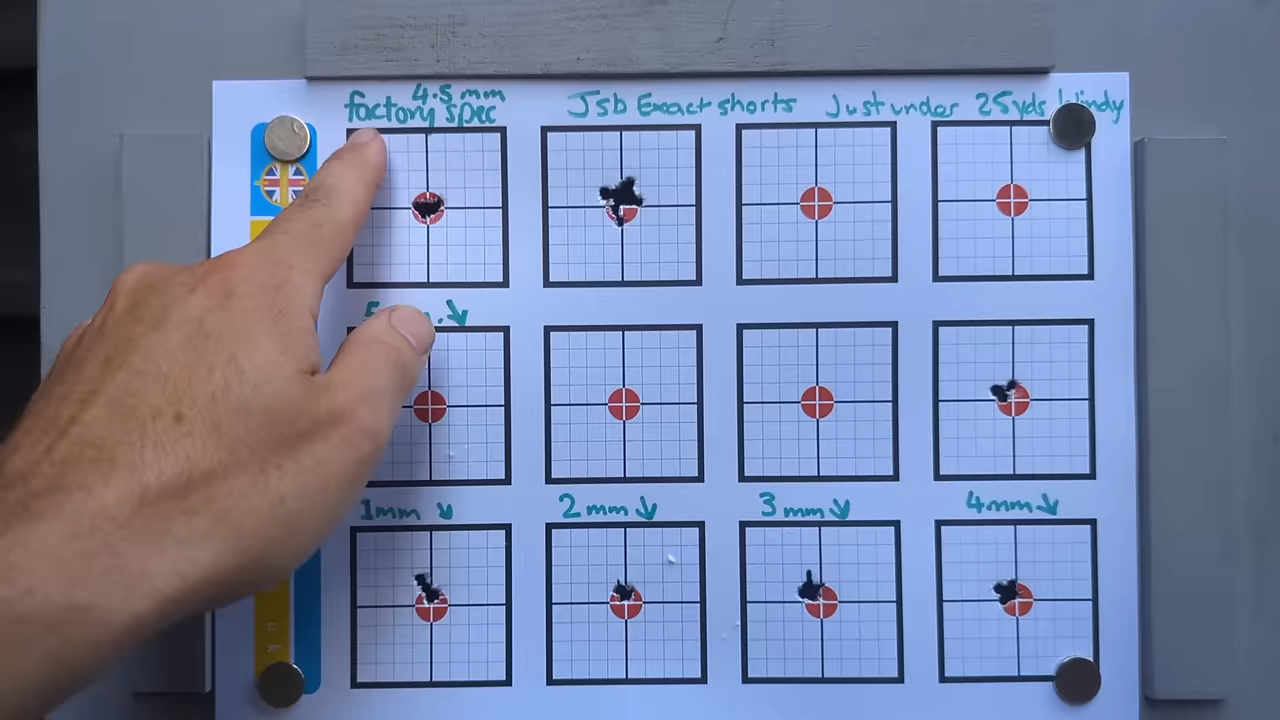 4.5 mm
factory spec
Jsb Exact shorts
Just under 25yds Windy
1mm ↘
2mm ↘
3mm ↘
4mm ↘